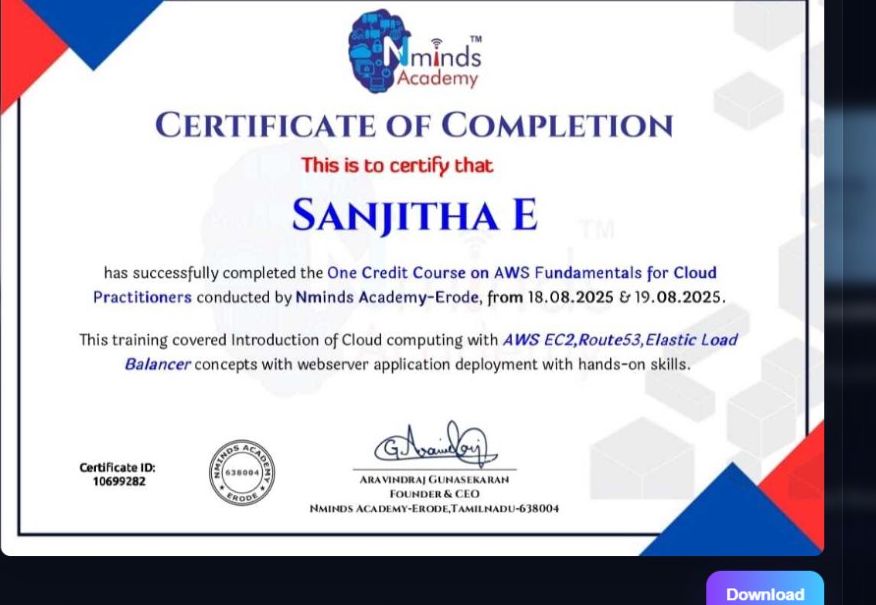 Nminds™
Academy
CERTIFICATE OF COMPLETION
This is to certify that
SANJITHA E
has successfully completed the One Credit Course on AWS Fundamentals for Cloud
Practitioners conducted by Nminds Academy-Erode, from 18.08.2025 & 19.08.2025.
This training covered Introduction of Cloud computing with AWS EC2,Route53,Elastic Load
Balancer concepts with webserver application deployment with hands-on skills.
Certificate ID:
10699282
NMINDS ACADEMY
638004
ERODE
G.Aravindraj
ARAVINDRAJ GUNASEKARAN
FOUNDER & CEO
NMINDS ACADEMY-ERODE,TAMILNADU-638004
Download